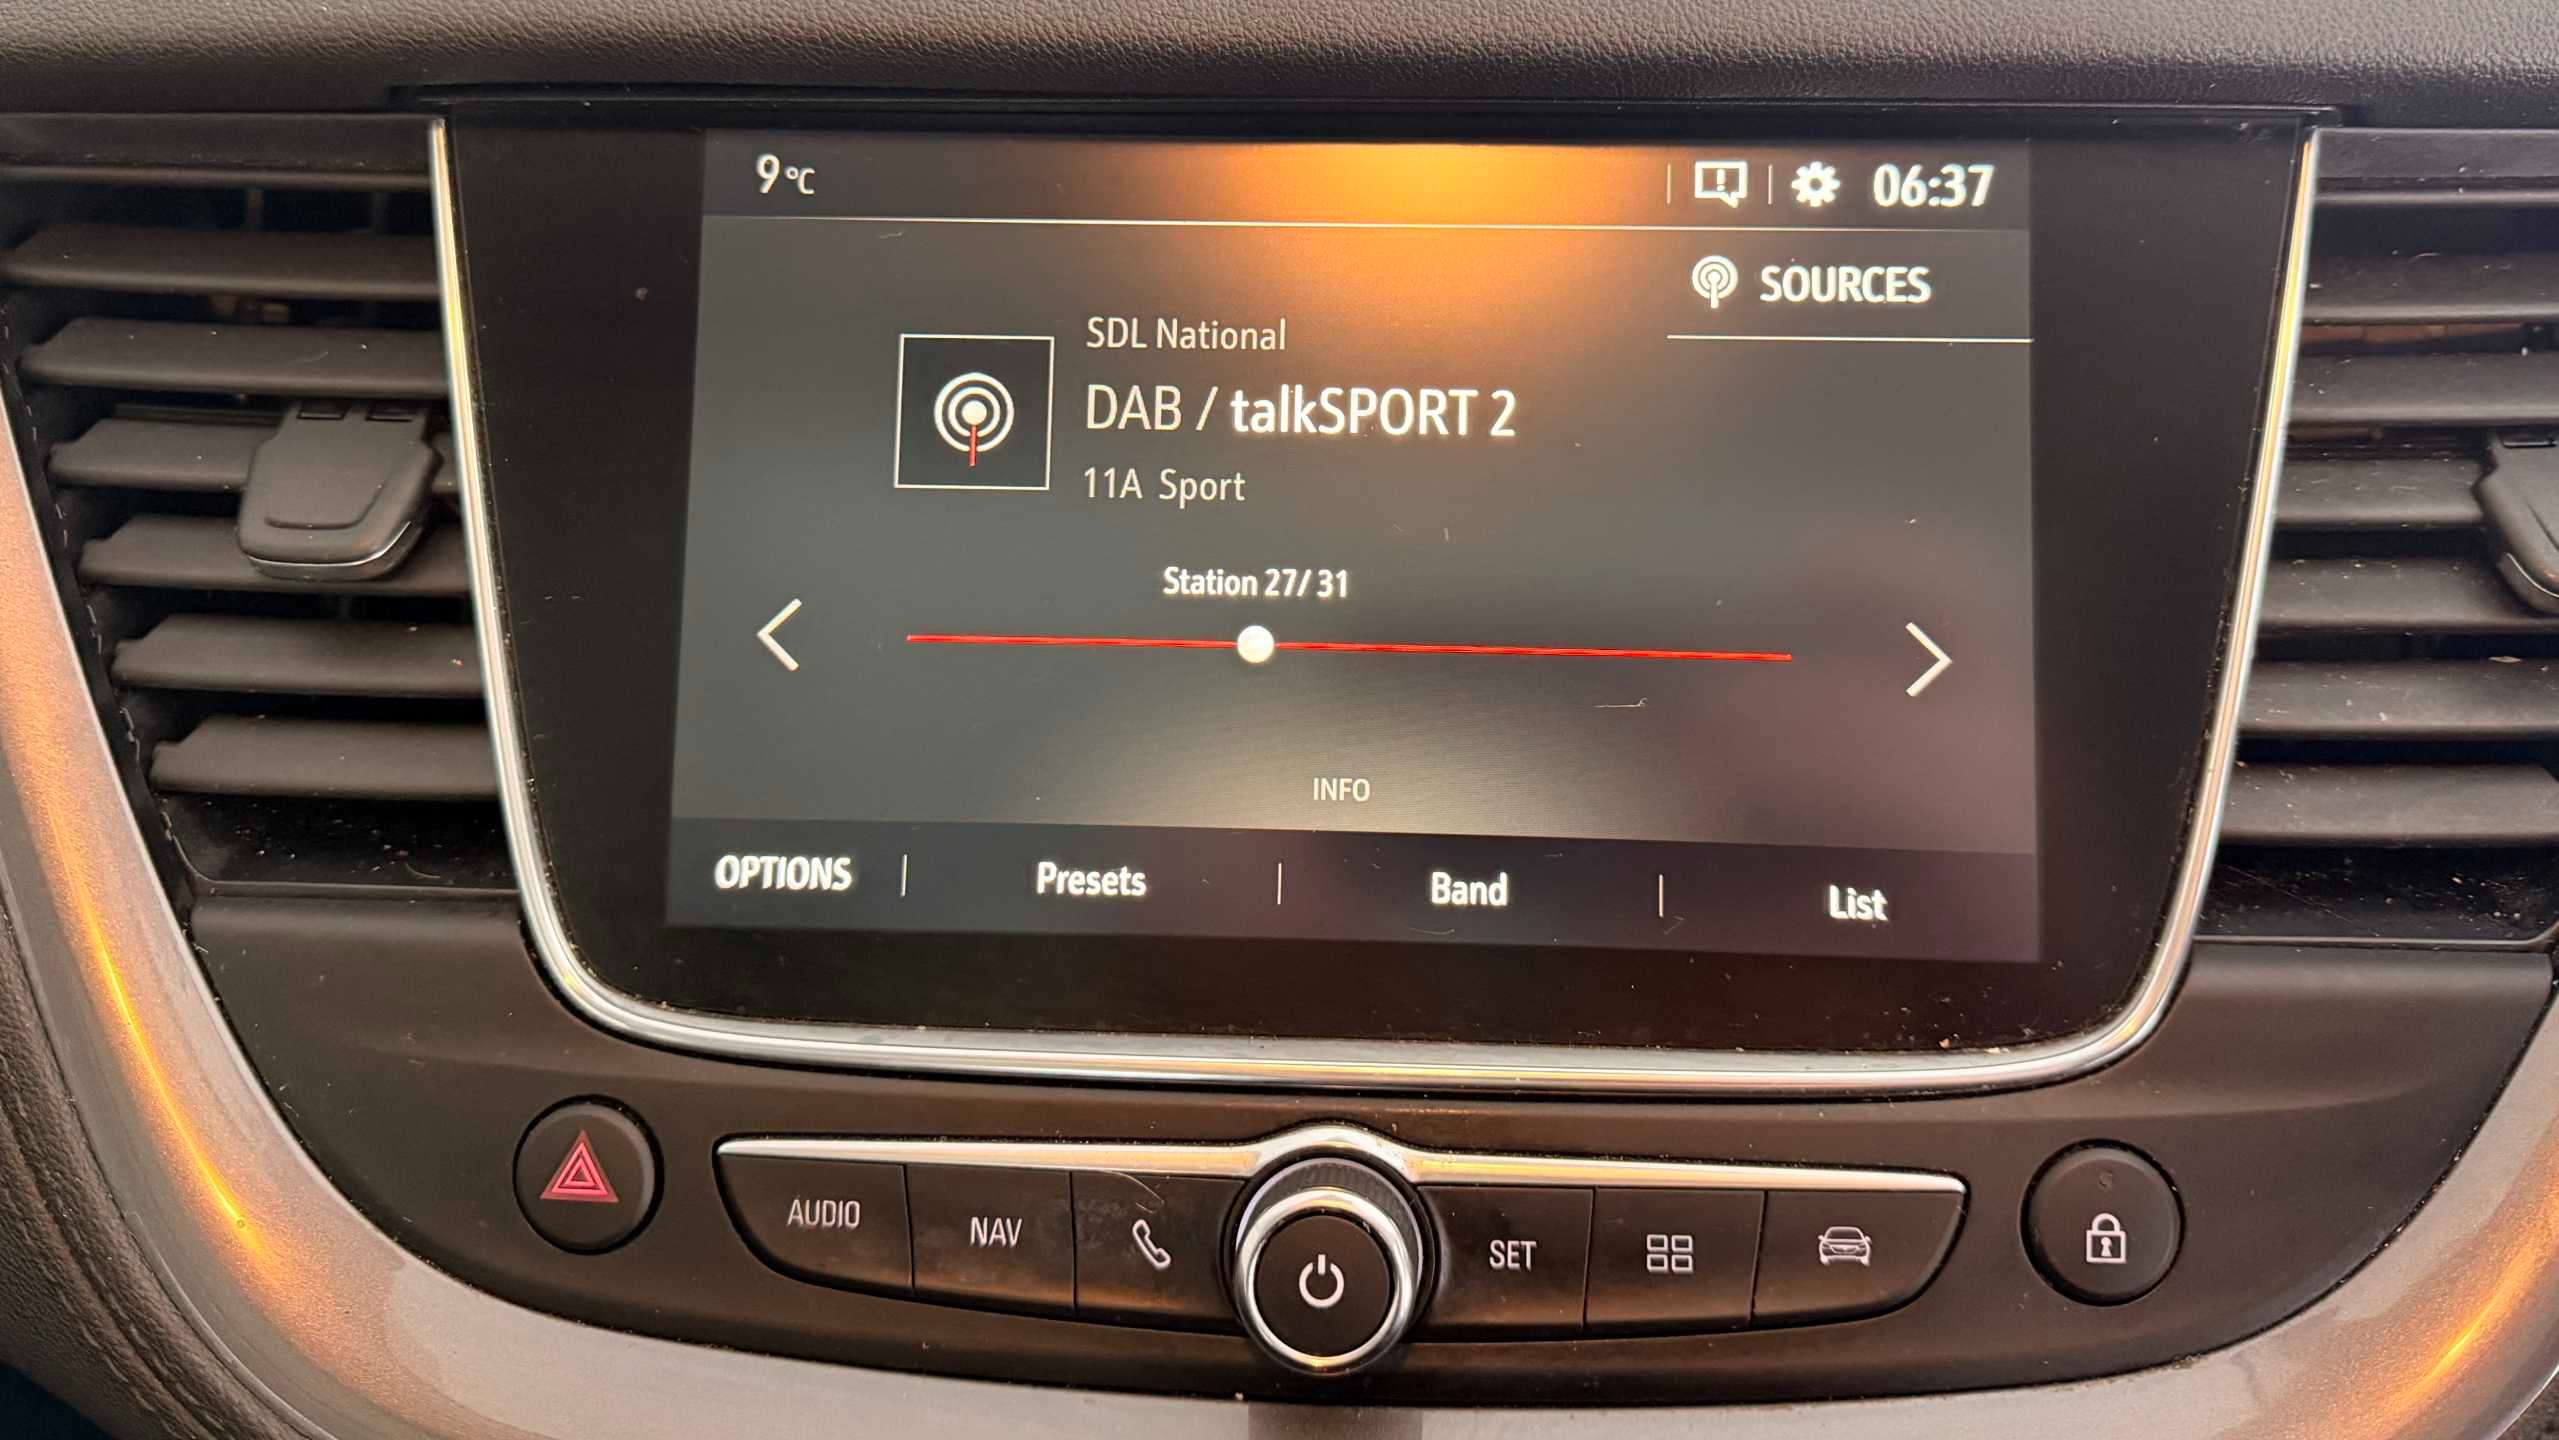 9°C
06:37
SOURCES
SDL National
DAB / talkSPORT 2
11A Sport
Station 27/ 31
INFO
OPTIONS | Presets | Band | List
AUDIO NAV SET